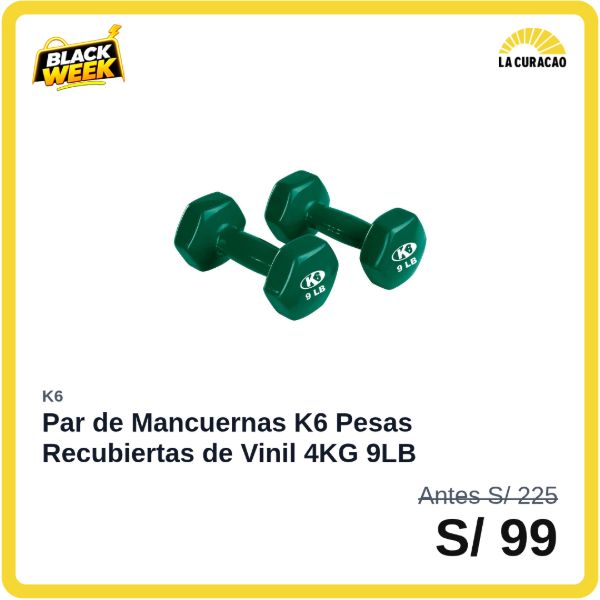 BLACK
WEEK
LA CURACAO
K6
9 LB
K6
9 LB
K6
Par de Mancuernas K6 Pesas
Recubiertas de Vinil 4KG 9LB
Antes S/ 225
S/ 99